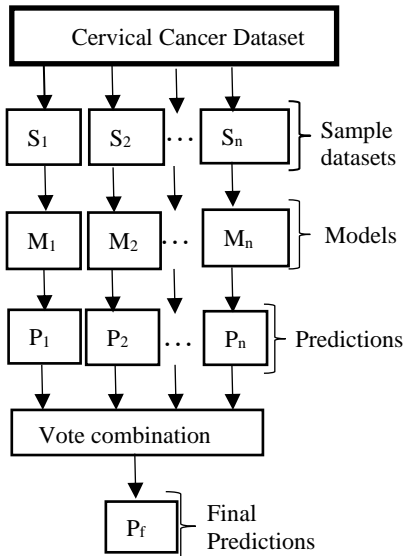 Cervical Cancer Dataset
S1 S2 ... Sn Sample
datasets
M1 M2 ... Mn Models
P1 P2 ... Pn Predictions
Vote combination
Pf Final
Predictions